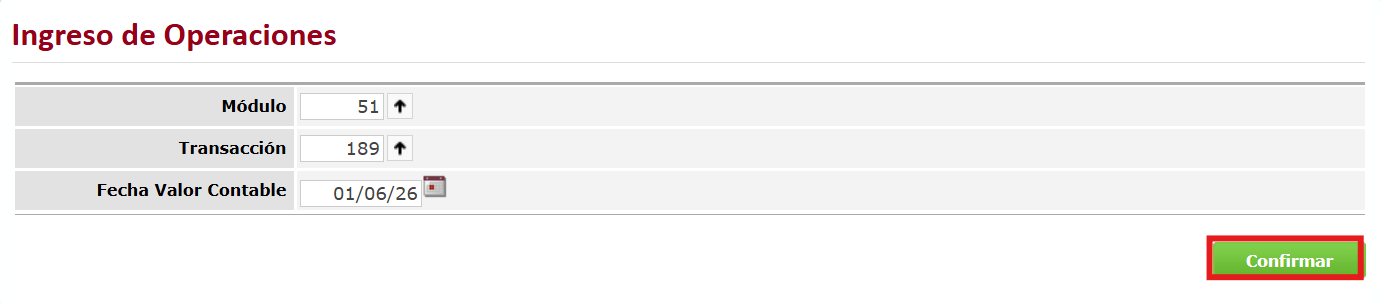 Ingreso de Operaciones
Módulo 51
Transacción 189
Fecha Valor Contable 01/06/26
Confirmar